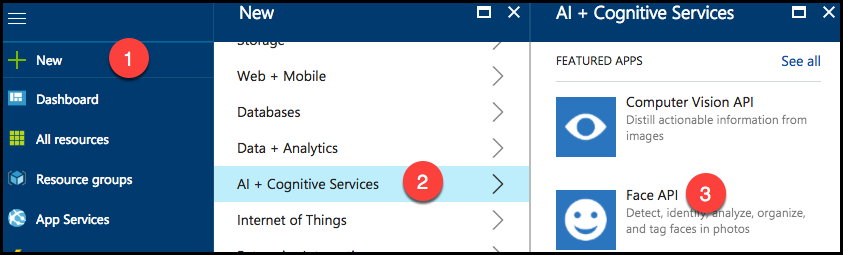 New
1
Dashboard
All resources
Resource groups
App Services
New
Storage
Web + Mobile
Databases
Data + Analytics
AI + Cognitive Services
2
Internet of Things
AI + Cognitive Services
FEATURED APPS
See all
Computer Vision API
Distill actionable information from
images
Face API
3
Detect, identify, analyze, organize,
and tag faces in photos